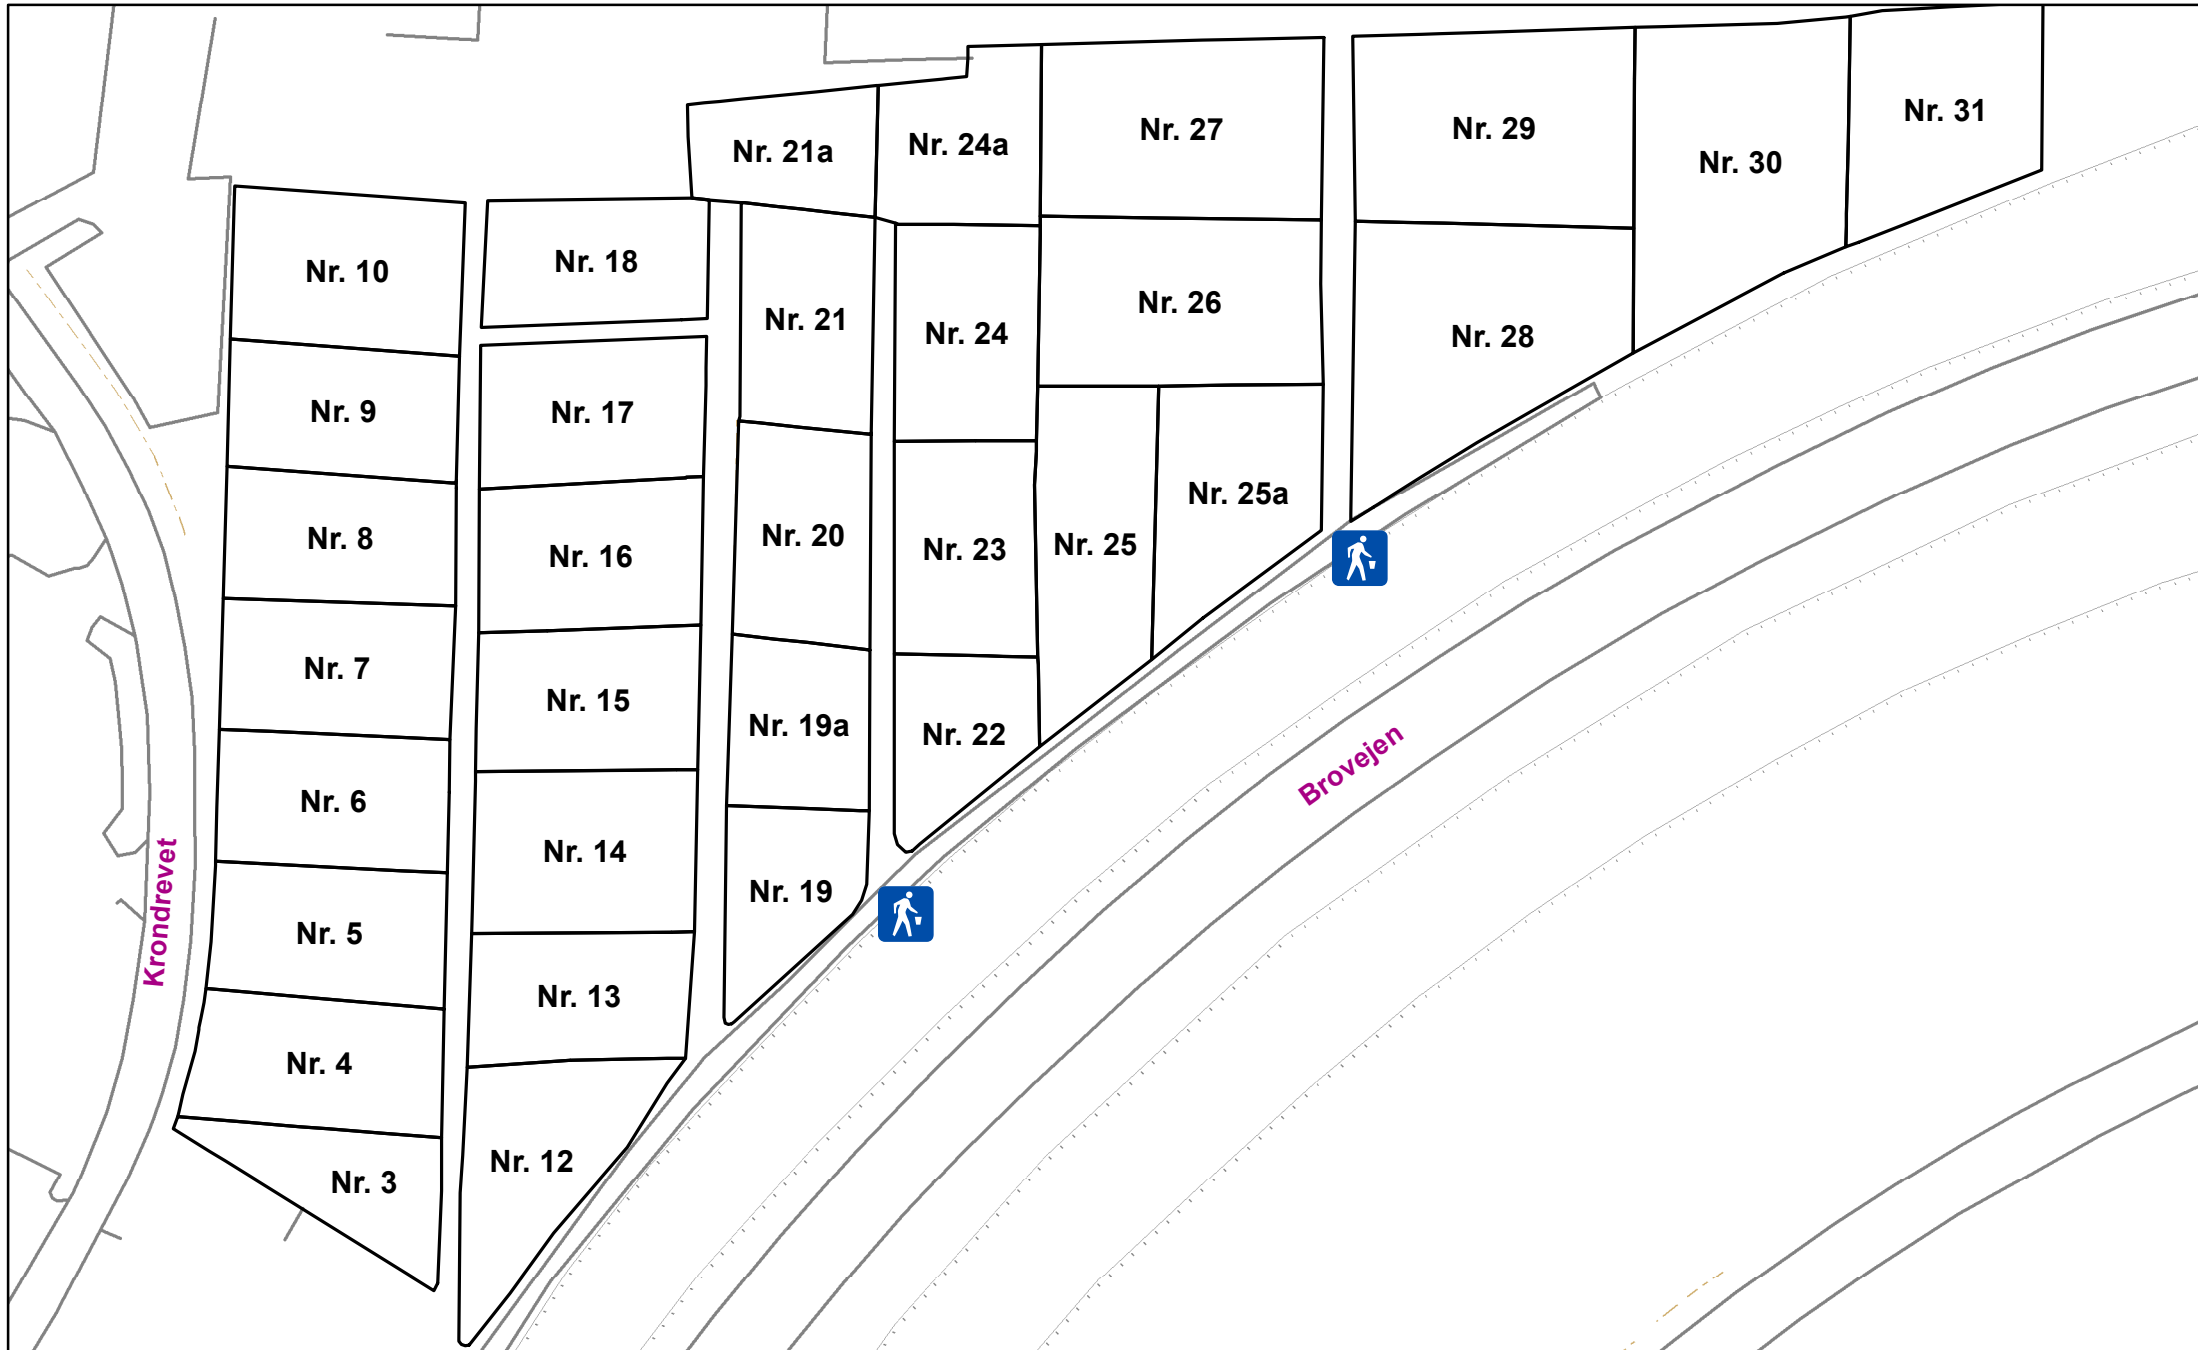 Nr. 31
Nr. 29
Nr. 27
Nr. 24a
Nr. 21a
Nr. 30
Nr. 18
Nr. 10
Nr. 26
Nr. 21
Nr. 24
Nr. 28
Nr. 9
Nr. 17
Nr. 25a
Nr. 20
Nr. 8
Nr. 25
Nr. 23
Nr. 16
Nr. 7
Nr. 15
Nr. 19a
Nr. 22
Brovejen
Nr. 6
Nr. 14
Nr. 19
Krondrevet
Nr. 5
Nr. 13
Nr. 4
Nr. 12
Nr. 3